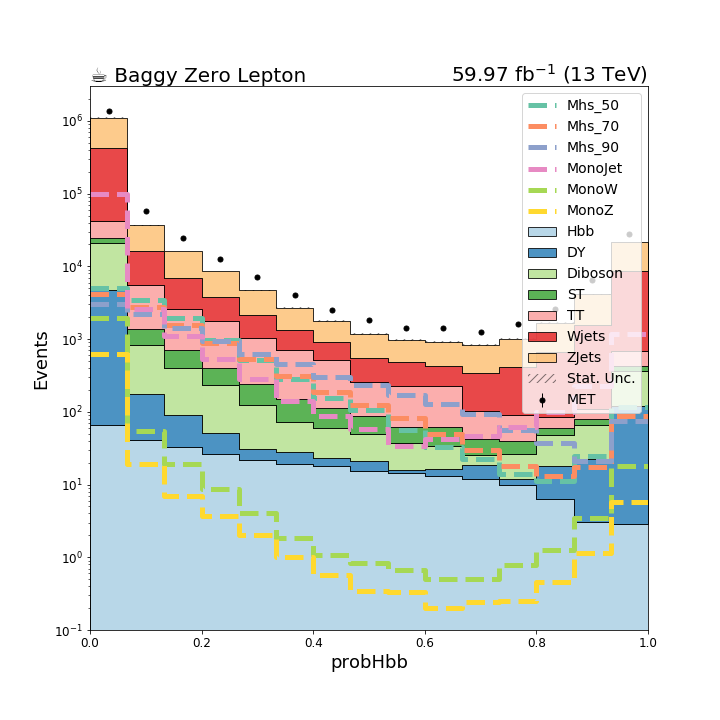 ☕ Baggy Zero Lepton
59.97 fb⁻¹ (13 TeV)
Mhs_50
Mhs_70
Mhs_90
MonoJet
MonoW
MonoZ
Hbb
DY
Diboson
ST
TT
Wjets
ZJets
Stat. Unc.
MET
Events
10⁶
10⁵
10⁴
10³
10²
10¹
10⁰
10⁻¹
0.0 0.2 0.4 0.6 0.8 1.0
probHbb